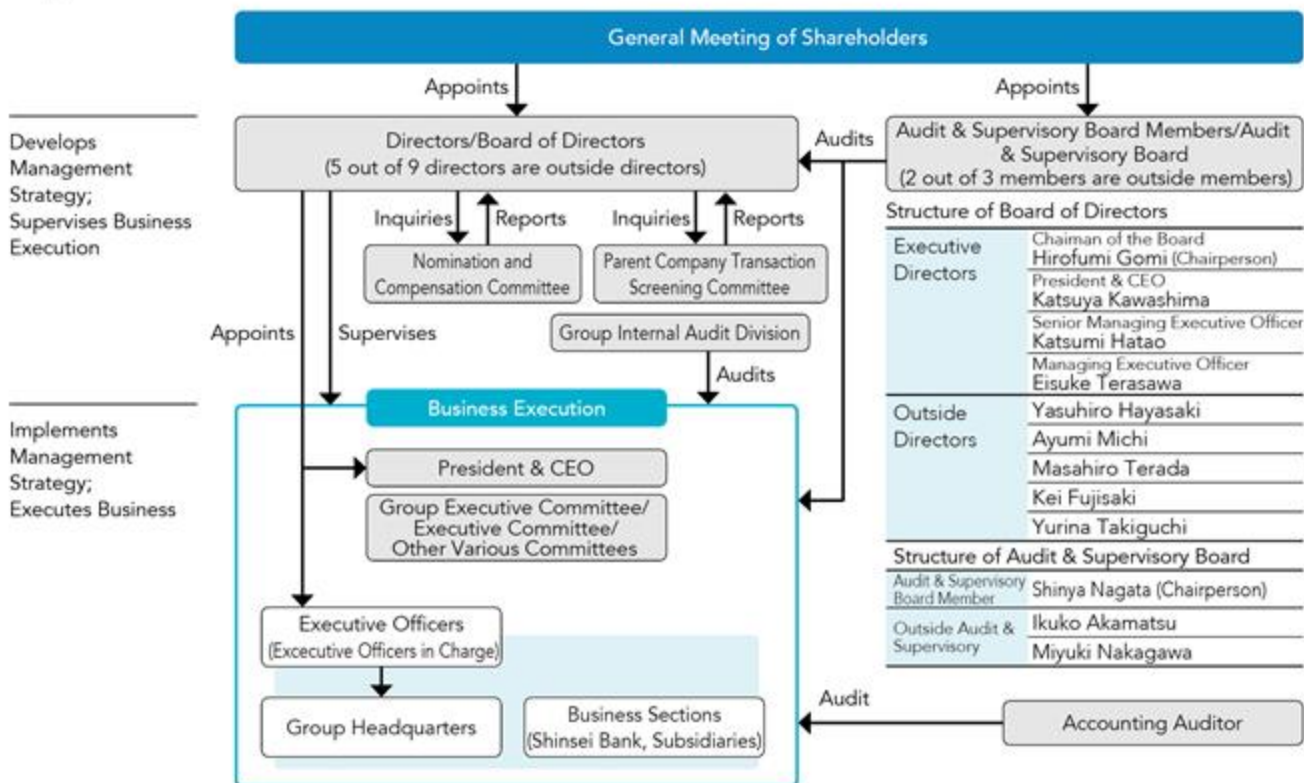 General Meeting of Shareholders
Appoints
Appoints
Develops
Management
Strategy;
Supervises Business
Execution
Directors/Board of Directors
(5 out of 9 directors are outside directors)
Audits
Audit & Supervisory Board Members/Audit
& Supervisory Board
(2 out of 3 members are outside members)
Inquiries
Reports
Inquiries
Reports
Nomination and
Compensation Committee
Parent Company Transaction
Screening Committee
Appoints
Supervises
Group Internal Audit Division
Audits
Structure of Board of Directors
Executive
Directors
Chaiman of the Board
Hirofumi Gomi (Chairperson)
President & CEO
Katsuya Kawashima
Senior Managing Executive Officer
Katsumi Hatao
Managing Executive Officer
Eisuke Terasawa
Outside
Directors
Yasuhiro Hayasaki
Ayumi Michi
Masahiro Terada
Kei Fujisaki
Yurina Takiguchi
Structure of Audit & Supervisory Board
Audit & Supervisory
Board Member
Shinya Nagata (Chairperson)
Outside Audit &
Supervisory
Ikuko Akamatsu
Miyuki Nakagawa
Implements
Management
Strategy;
Executes Business
Business Execution
President & CEO
Group Executive Committee/
Executive Committee/
Other Various Committees
Executive Officers
(Excecutive Officers in Charge)
Group Headquarters
Business Sections
(Shinsei Bank, Subsidiaries)
Audit
Accounting Auditor